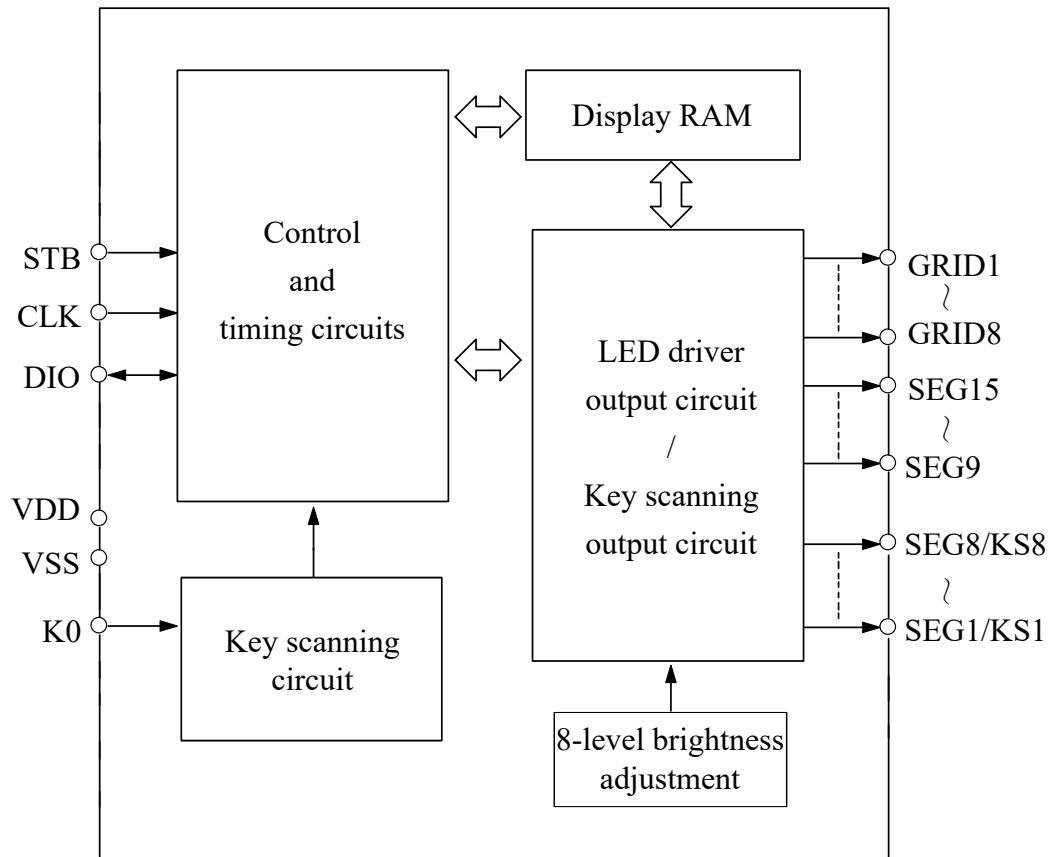 Display RAM
Control
and
timing circuits
STB
CLK
DIO
VDD
VSS
K0
Key scanning
circuit
LED driver
output circuit
/
Key scanning
output circuit
8-level brightness
adjustment
GRID1
~
GRID8
SEG15
~
SEG9
SEG8/KS8
~
SEG1/KS1